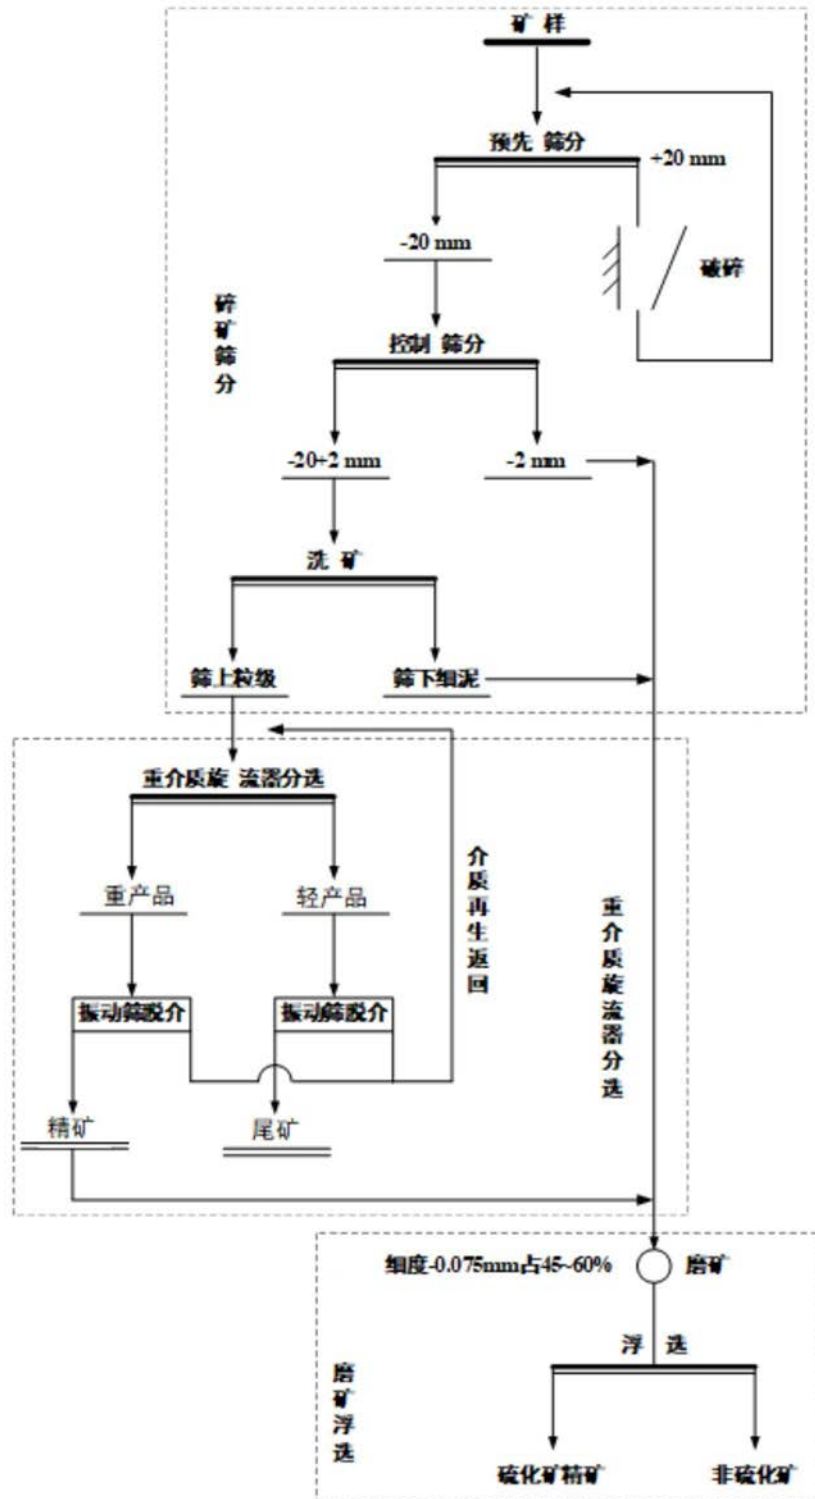 矿 样
预先 筛分
+20 mm
-20 mm
破碎
碎矿筛分
控制 筛分
-20+2 mm
-2 mm
洗 矿
筛上粒级
筛下细泥
重介质旋 流器分选
介质再生返回
重产品
轻产品
重介质旋流器分选
振动筛脱介
振动筛脱介
精矿
尾矿
细度-0.075mm占45~60%
磨矿
浮 选
磨矿浮选
硫化矿精矿
非硫化矿